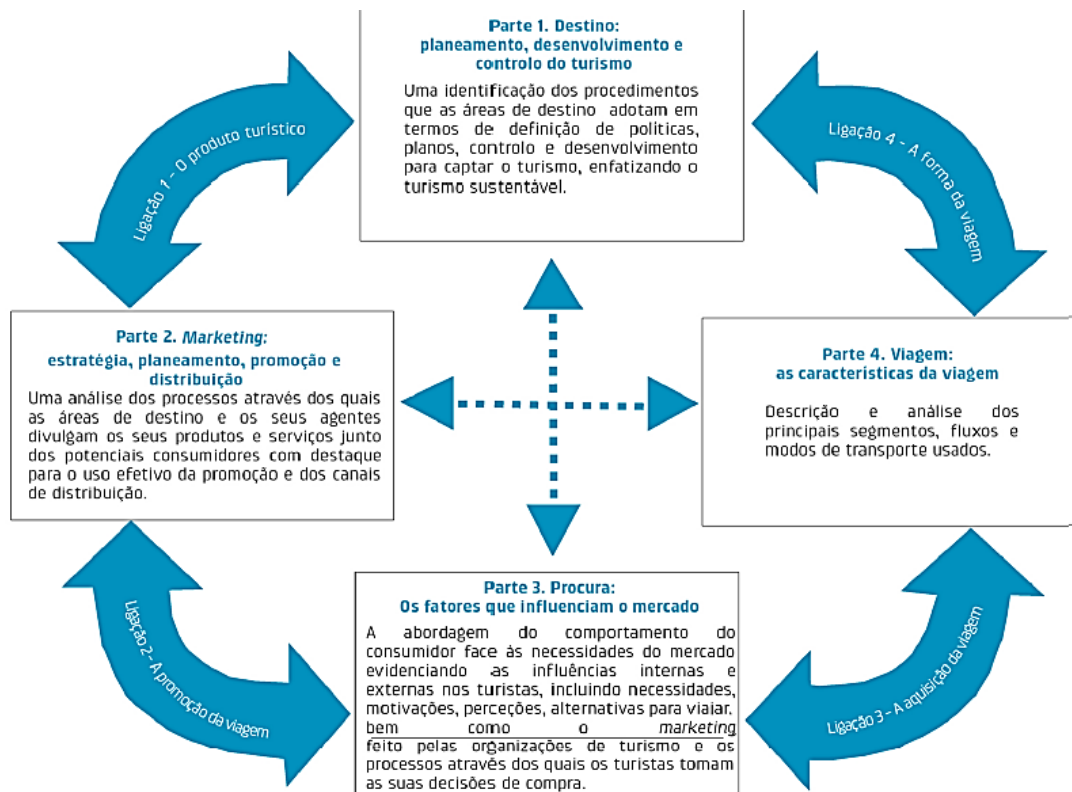 Parte 1. Destino:
planeamento, desenvolvimento e
controlo do turismo
Uma identificação dos procedimentos
que as áreas de destino adotam em
termos de definição de políticas,
planos, controlo e desenvolvimento
para captar o turismo, enfatizando o
turismo sustentável.
Ligação 1 - O produto turístico
Ligação 4 - A forma da viagem
Parte 2. Marketing:
estratégia, planeamento, promoção e
distribuição
Uma análise dos processos através dos quais
as áreas de destino e os seus agentes
divulgam os seus produtos e serviços junto
dos potenciais consumidores com destaque
para o uso efetivo da promoção e dos canais
de distribuição.
Parte 4. Viagem:
as características da viagem
Descrição e análise dos
principais segmentos, fluxos e
modos de transporte usados.
Ligação 2 - A promoção da viagem
Ligação 3 - A aquisição da viagem
Parte 3. Procura:
Os fatores que influenciam o mercado
A abordagem do comportamento do
consumidor face às necessidades do mercado
evidenciando as influências internas e
externas nos turistas, incluindo necessidades,
motivações, perceções, alternativas para viajar,
bem como o marketing
feito pelas organizações de turismo e os
processos através dos quais os turistas tomam
as suas decisões de compra.